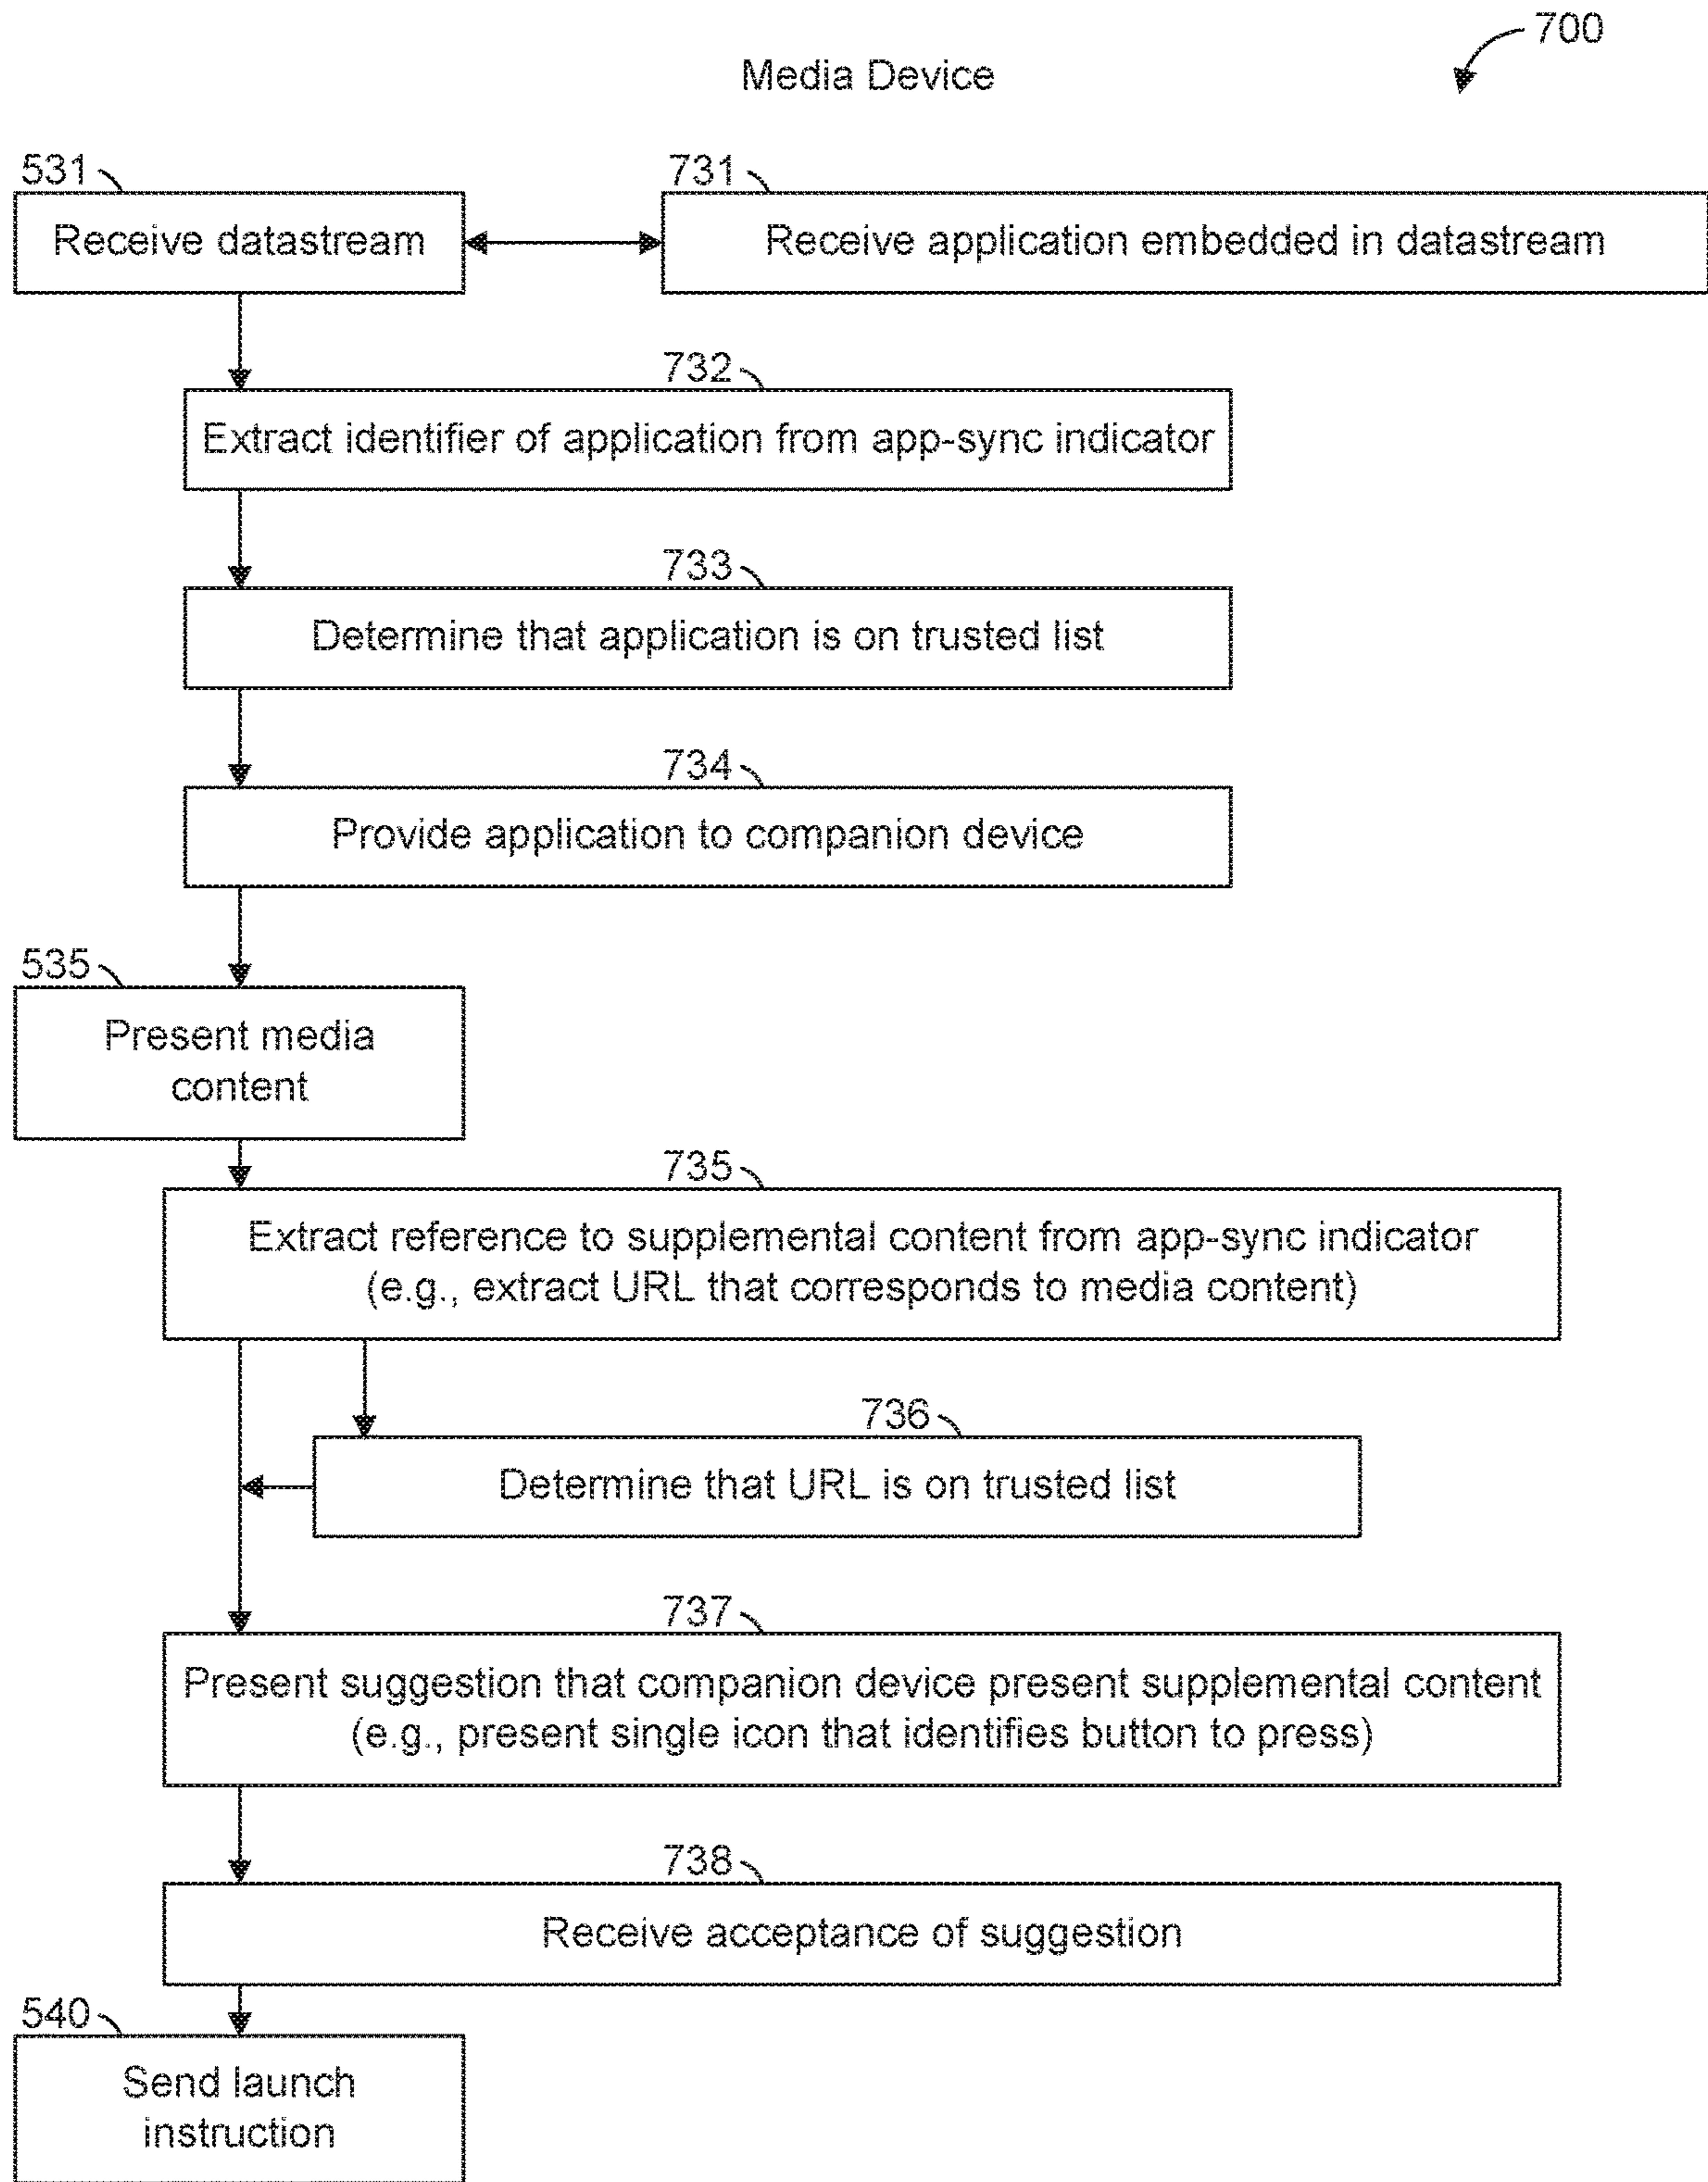 700
Media Device
531
731
Receive datastream
Receive application embedded in datastream
732
Extract identifier of application from app-sync indicator
733
Determine that application is on trusted list
734
Provide application to companion device
535
Present media
content
735
Extract reference to supplemental content from app-sync indicator
(e.g., extract URL that corresponds to media content)
736
Determine that URL is on trusted list
737
Present suggestion that companion device present supplemental content
(e.g., present single icon that identifies button to press)
738
Receive acceptance of suggestion
540
Send launch
instruction